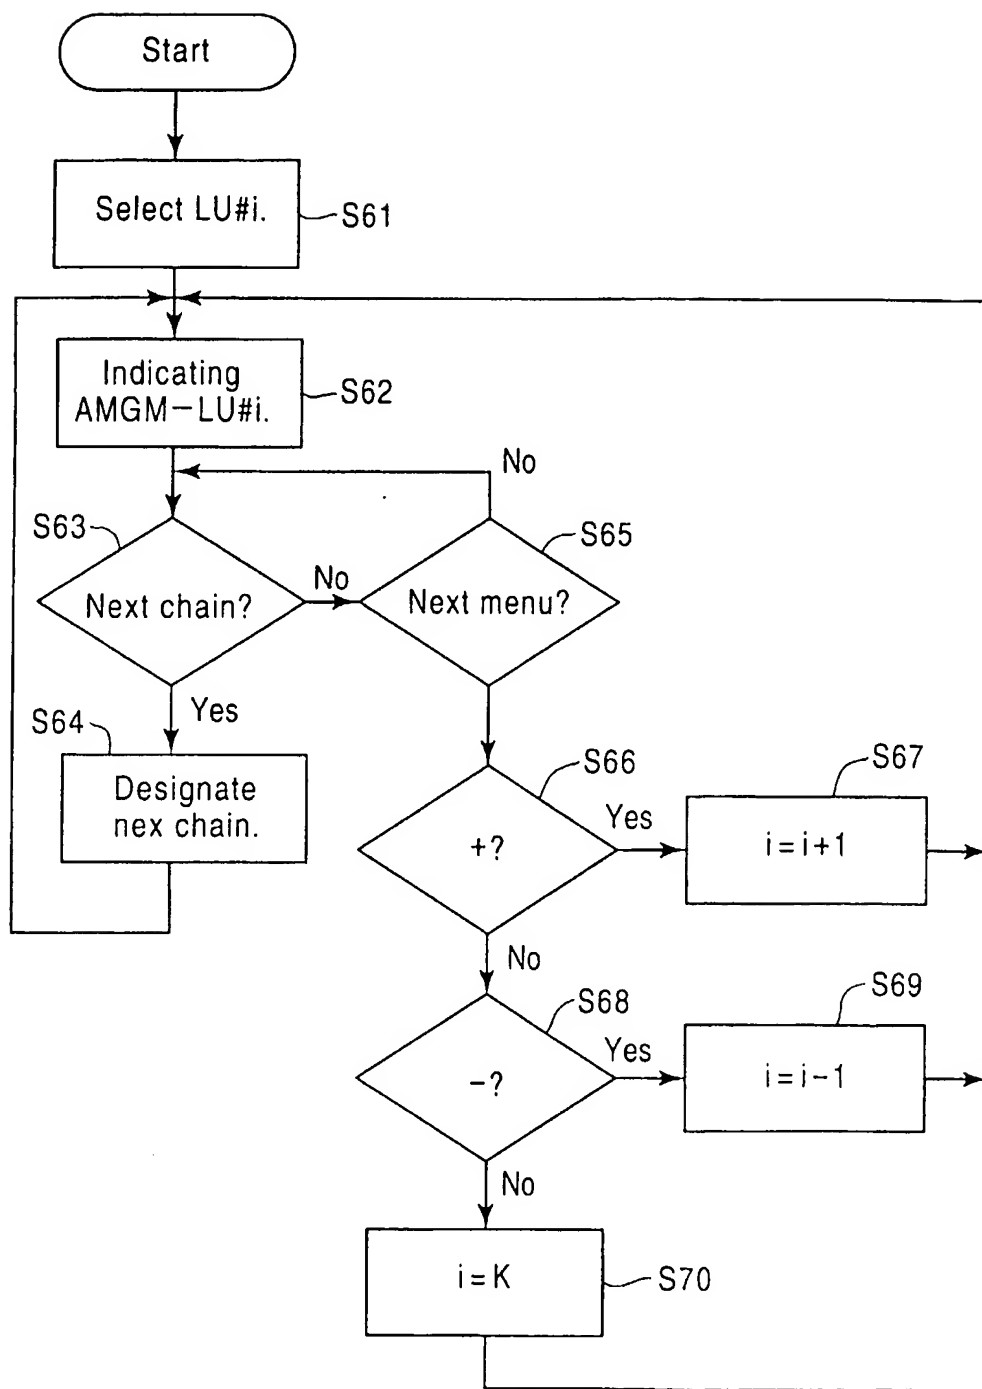 Start
Select LU#i.
S61
Indicating
AMGM-LU#i.
S62
No
S63
S65
Next chain?
No
Next menu?
Yes
S64
Designate
nex chain.
S66
S67
+?
Yes
i=i+1
No
S68
S69
-?
Yes
i=i-1
No
i=K
S70